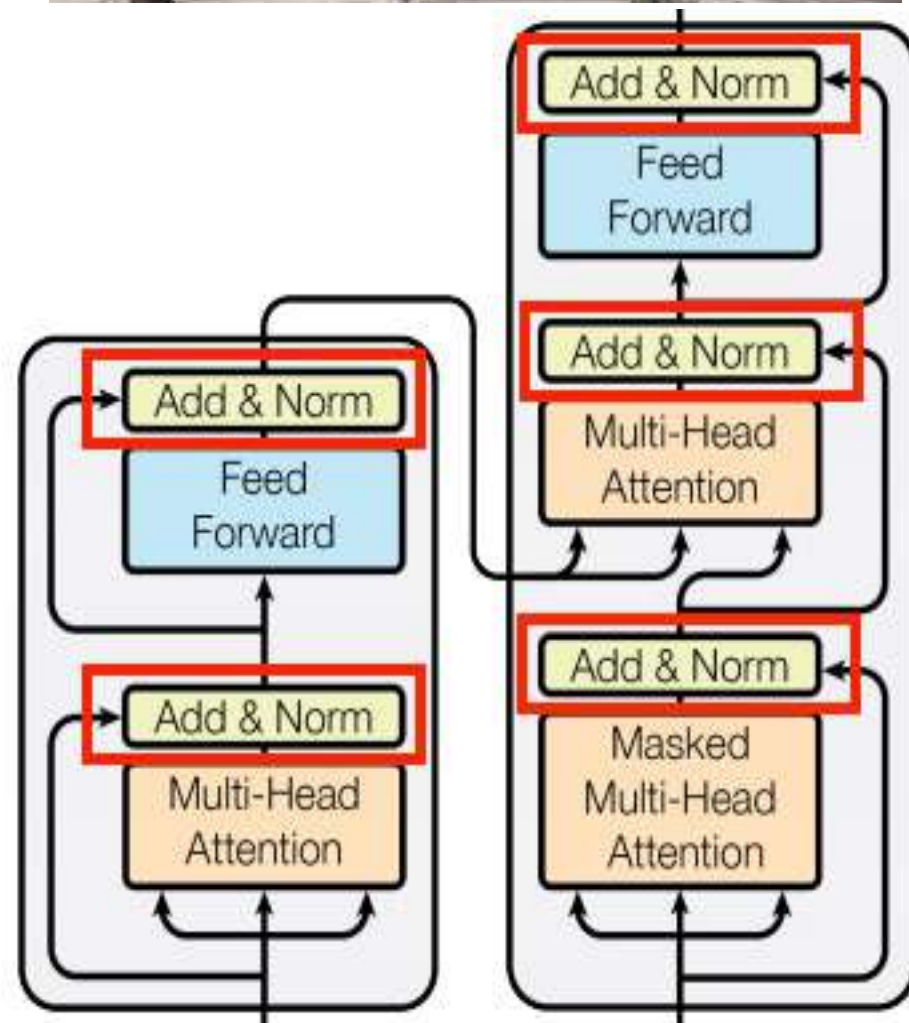 Add & Norm
Feed
Forward
Add & Norm
Multi-Head
Attention
Add & Norm
Feed
Forward
Add & Norm
Multi-Head
Attention
Add & Norm
Masked
Multi-Head
Attention